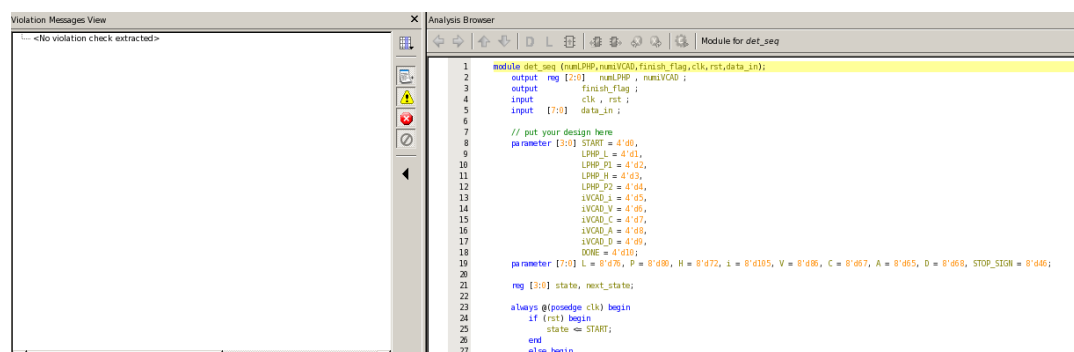 Violation Messages View
<No violation check extracted>
Analysis Browser
D L Module for det_seq
1 module det_seq (numLPHP,numiVCAD,finish_flag,clk,rst,data_in);
2 output reg [2:0] numLPHP , numiVCAD ;
3 output finish_flag ;
4 input clk , rst ;
5 input [7:0] data_in ;
6
7 // put your design here
8 parameter [3:0] START = 4'd0,
9 LPHP_L = 4'd1,
10 LPHP_P1 = 4'd2,
11 LPHP_H = 4'd3,
12 LPHP_P2 = 4'd4,
13 iVCAD_i = 4'd5,
14 iVCAD_V = 4'd6,
15 iVCAD_C = 4'd7,
16 iVCAD_A = 4'd8,
17 iVCAD_D = 4'd9,
18 DONE = 4'd10;
19 parameter [7:0] L = 8'd76, P = 8'd80, H = 8'd72, i = 8'd105, V = 8'd86, C = 8'd67, A = 8'd65, D = 8'd68, STOP_SIGN = 8'd46;
20
21 reg [3:0] state, next_state;
22
23 always @(posedge clk) begin
24 if (rst) begin
25 state <= START;
26 end
27 else begin